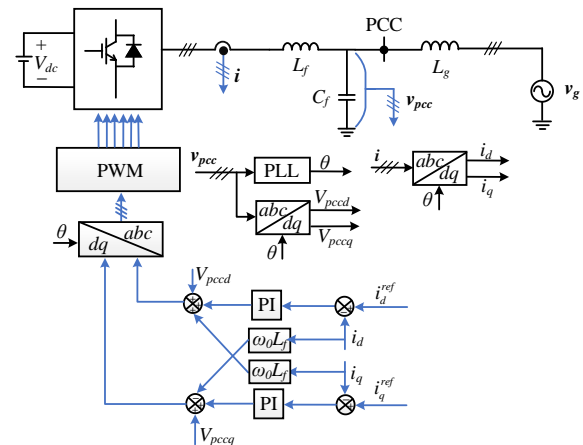 PCC
+
V_dc
−
L_f
L_g
i
C_f
v_pcc
v_g
PWM
v_pcc
PLL
θ
i
abc
dq
i_d
i_q
θ
abc
dq
V_pccd
V_pccq
θ
θ
abc
dq
V_pccd
PI
i_d^ref
ω_0L_f
i_d
ω_0L_f
i_q
PI
i_q^ref
V_pccq